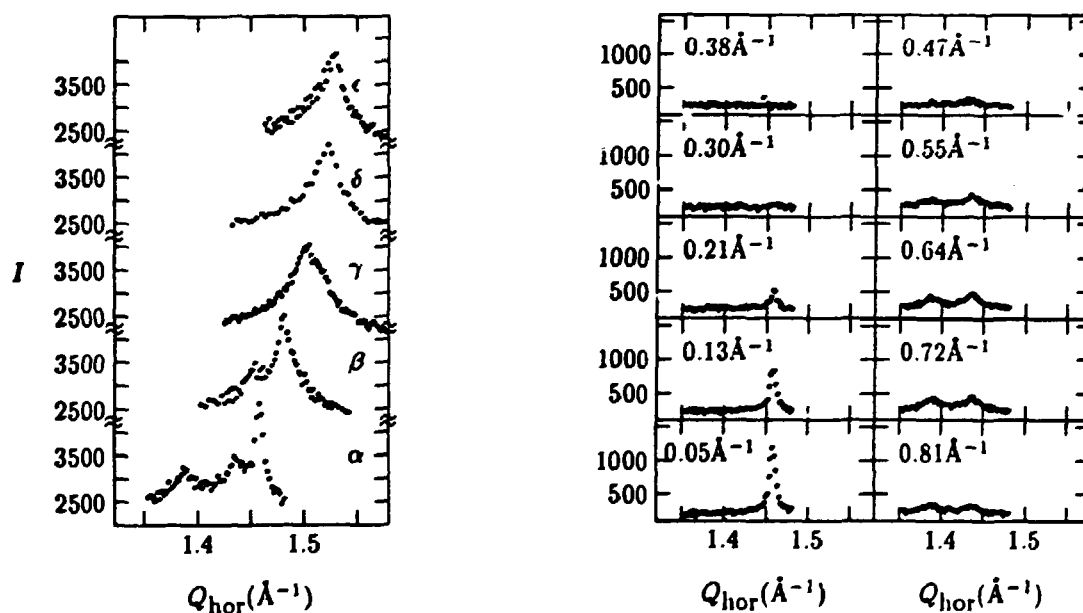 I
3500
2500
ϵ
3500
2500
δ
3500
2500
γ
3500
2500
β
3500
2500
α
1.4 1.5
Q_hor(Å⁻¹)
1000
500
0.38Å⁻¹
0.47Å⁻¹
1000
500
0.30Å⁻¹
0.55Å⁻¹
1000
500
0.21Å⁻¹
0.64Å⁻¹
1000
500
0.13Å⁻¹
0.72Å⁻¹
1000
500
0.05Å⁻¹
0.81Å⁻¹
1.4 1.5 1.4 1.5
Q_hor(Å⁻¹) Q_hor(Å⁻¹)